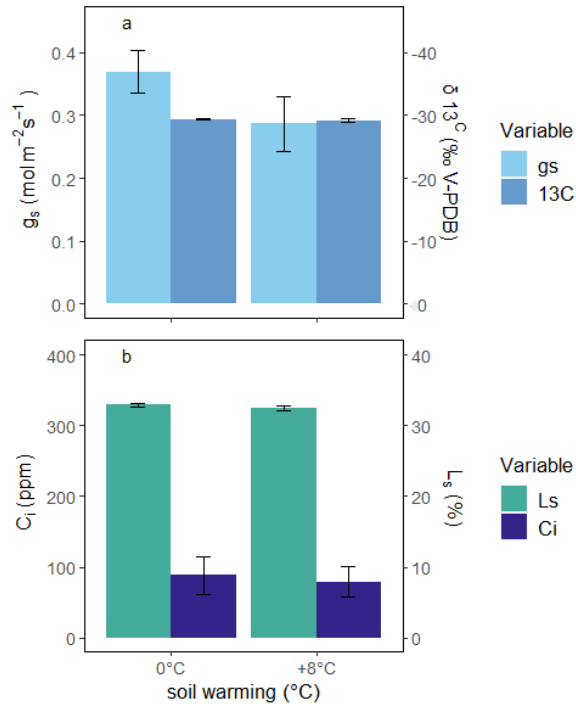 a
0.4
0.3
0.2
0.1
0.0
gs (mol m−2 s−1)
-40
-30
-20
-10
0
δ 13C (‰ V-PDB)
Variable
gs
13C
b
400
300
200
100
0
Ci (ppm)
40
30
20
10
0
Ls (%)
Variable
Ls
Ci
0°C +8°C
soil warming (°C)